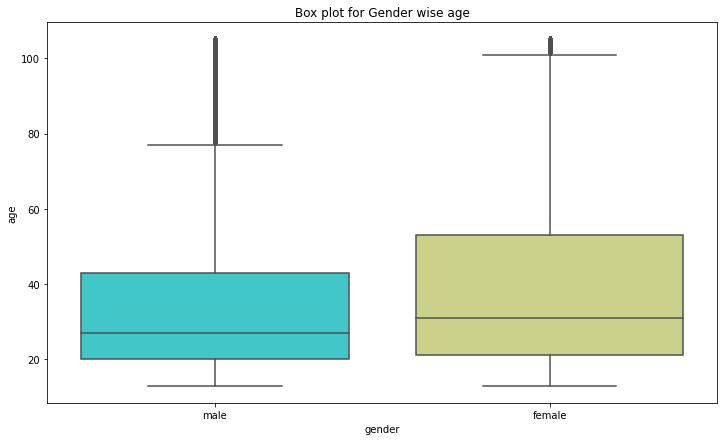 Box plot for Gender wise age
100
80
60
40
20
age
male
female
gender